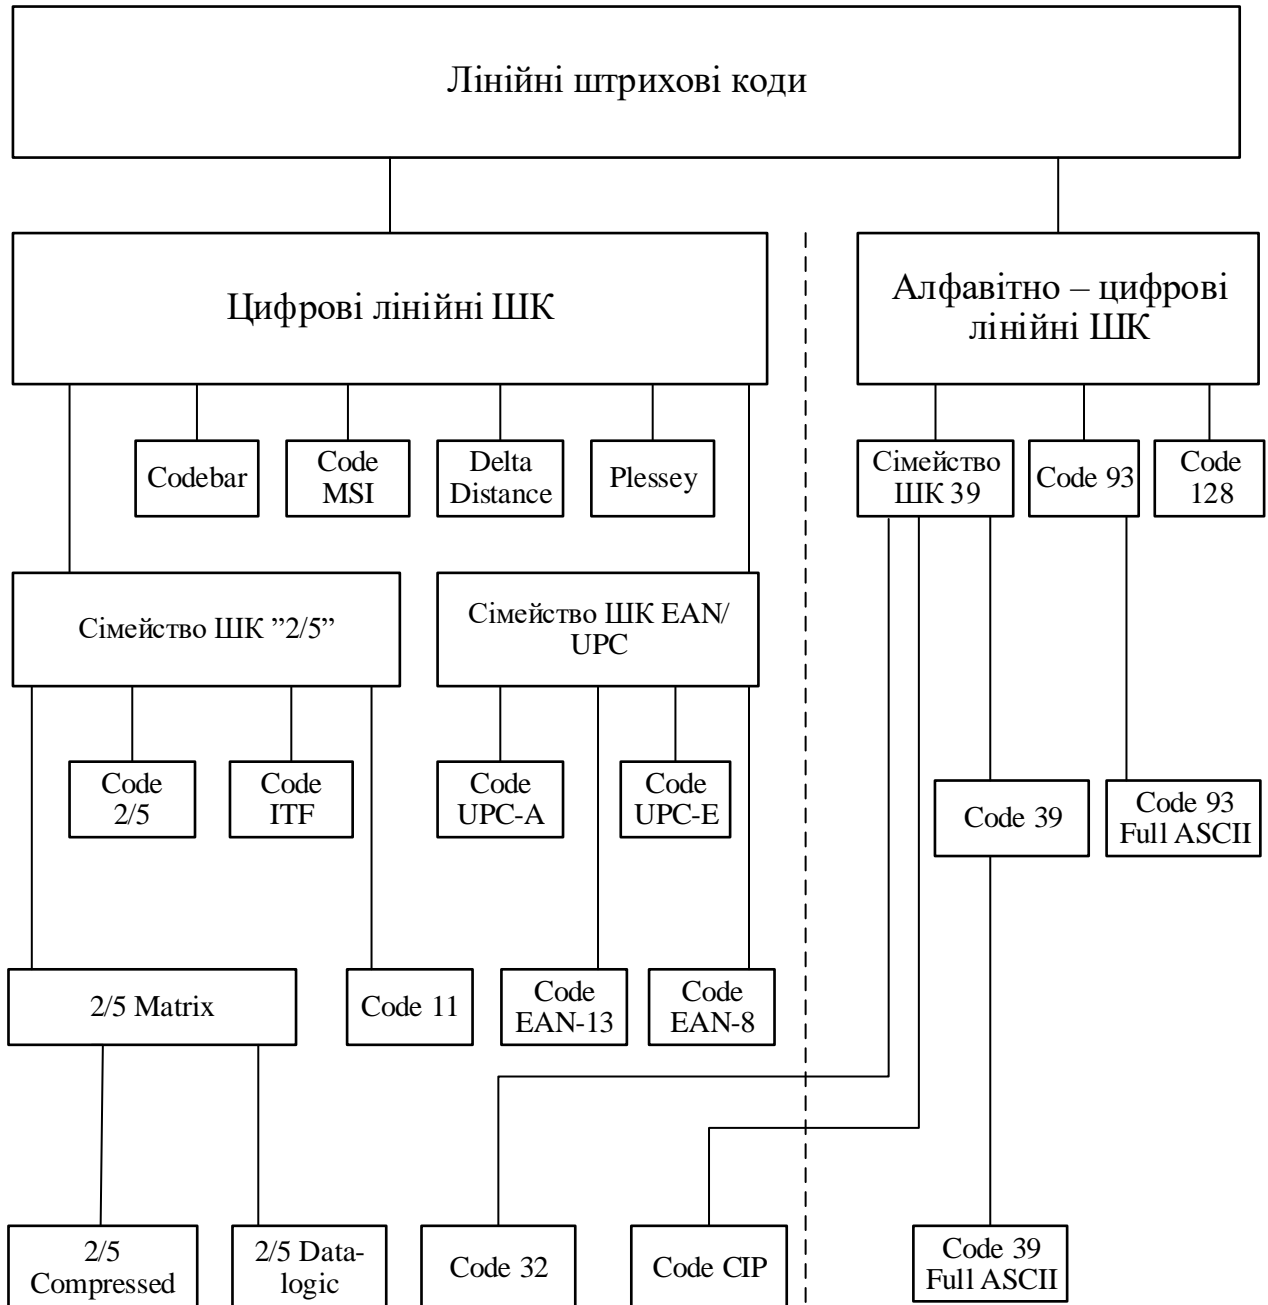 Лінійні штрихові коди
Цифрові лінійні ШК
Алфавітно – цифрові
лінійні ШК
Codebar
Code
MSI
Delta
Distance
Plessey
Сімейство
ШК 39
Code 93
Code
128
Сімейство ШК ”2/5”
Сімейство ШК EAN/
UPC
Code
2/5
Code
ITF
Code
UPC-A
Code
UPC-E
Code 39
Code 93
Full ASCII
2/5 Matrix
Code 11
Code
EAN-13
Code
EAN-8
2/5
Compressed
2/5 Data-
logic
Code 32
Code CIP
Code 39
Full ASCII